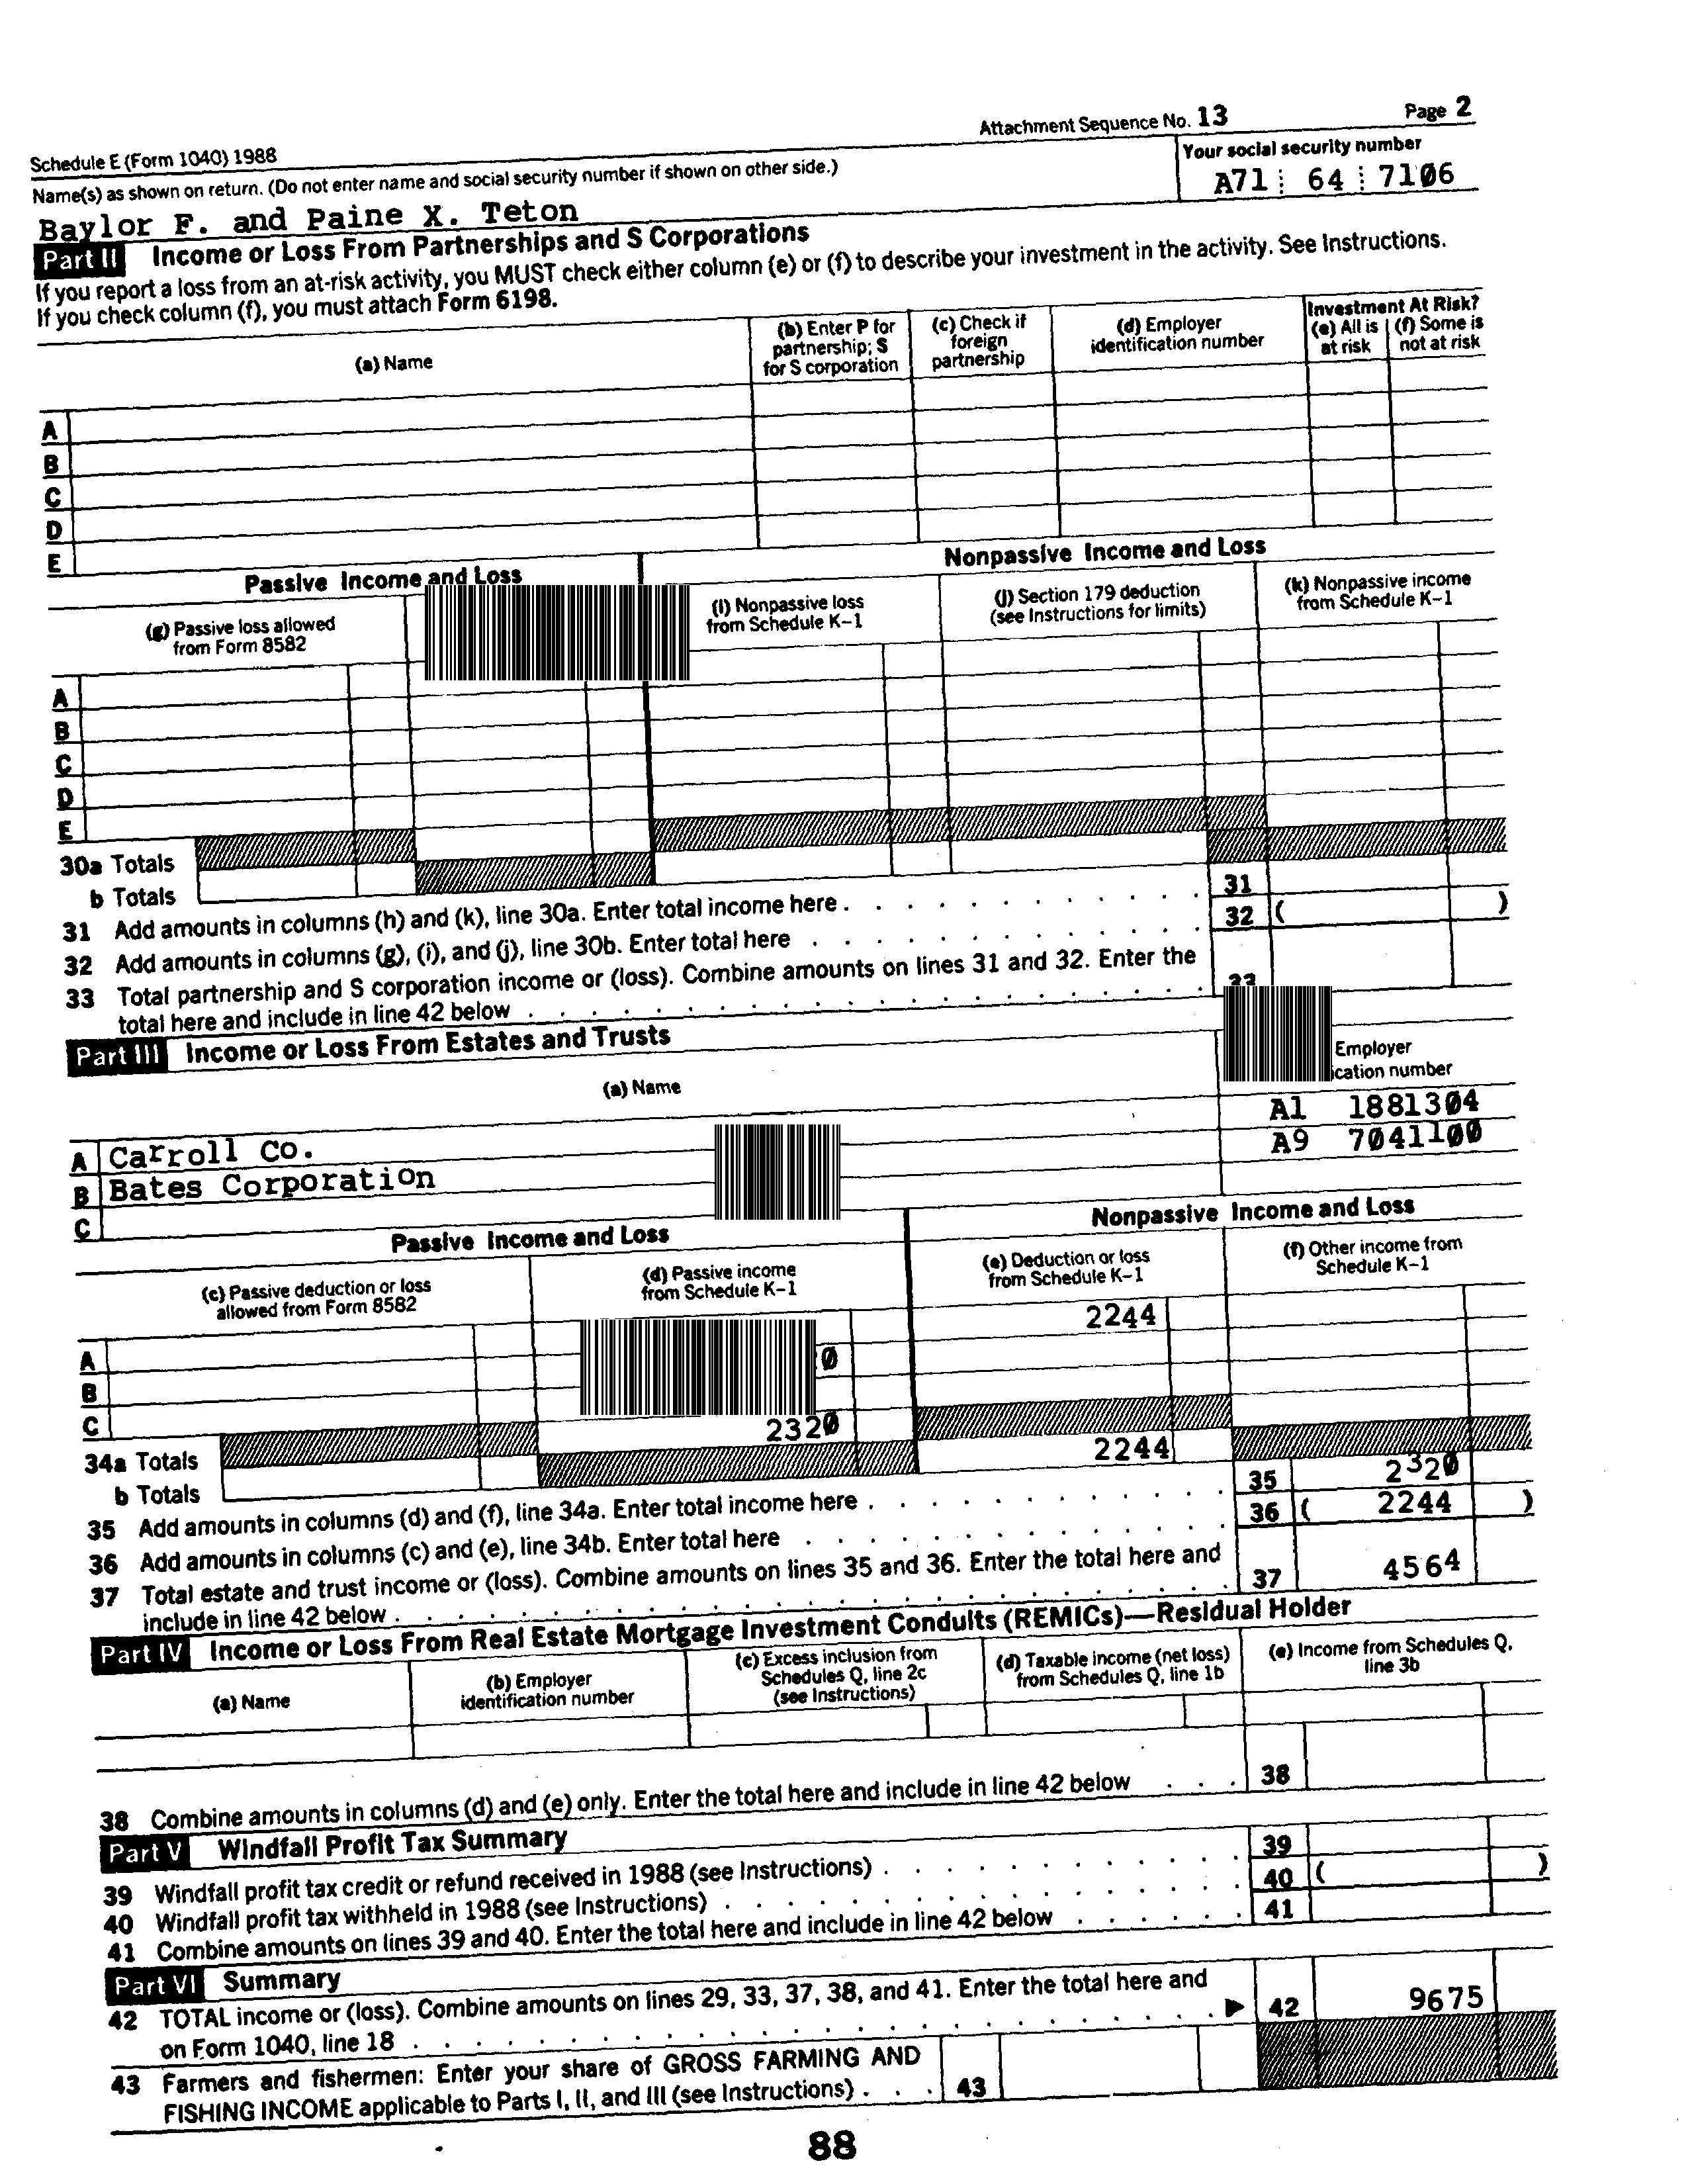 Attachment Sequence No. 13 Page 2
Schedule E (Form 1040) 1988
Name(s) as shown on return. (Do not enter name and social security number if shown on other side.)
Your social security number
Baylor F. and Paine X. Teton
A71 64 7106
Part II Income or Loss From Partnerships and S Corporations
If you report a loss from an at-risk activity, you MUST check either column (e) or (f) to describe your investment in the activity. See Instructions.
If you check column (f), you must attach Form 6198.
(a) Name
(b) Enter P for
partnership; S
for S corporation
(c) Check if
foreign
partnership
(d) Employer
identification number
Investment At Risk?
(e) All is
at risk
(f) Some is
not at risk
A
B
C
D
E
Passive Income and Loss
Nonpassive Income and Loss
(g) Passive loss allowed
from Form 8582
(i) Nonpassive loss
from Schedule K–1
(j) Section 179 deduction
(see Instructions for limits)
(k) Nonpassive income
from Schedule K–1
A
B
C
D
E
30a Totals
b Totals
31 Add amounts in columns (h) and (k), line 30a. Enter total income here . . . . . . . . . . . 31
32 Add amounts in columns (g), (i), and (j), line 30b. Enter total here . . . . . . . . . . . . 32 ( )
33 Total partnership and S corporation income or (loss). Combine amounts on lines 31 and 32. Enter the
total here and include in line 42 below . . . . . . . . . . . . . . . . . . . . 33
Part III Income or Loss From Estates and Trusts
(a) Name
Employer
ication number
A Carroll Co. A1 1881304
B Bates Corporation A9 7041100
C
Passive Income and Loss
Nonpassive Income and Loss
(c) Passive deduction or loss
allowed from Form 8582
(d) Passive income
from Schedule K–1
(e) Deduction or loss
from Schedule K–1
(f) Other income from
Schedule K–1
A 2244
B 0
C
34a Totals 2320
b Totals 2244
35 Add amounts in columns (d) and (f), line 34a. Enter total income here . . . . . . . . . . . 35 2320
36 Add amounts in columns (c) and (e), line 34b. Enter total here . . . . . . . . . . . . 36 ( 2244 )
37 Total estate and trust income or (loss). Combine amounts on lines 35 and 36. Enter the total here and
include in line 42 below . . . . . . . . . . . . . . . . . . . . . . . . 37 4564
Part IV Income or Loss From Real Estate Mortgage Investment Conduits (REMICs)—Residual Holder
(a) Name
(b) Employer
identification number
(c) Excess inclusion from
Schedules Q, line 2c
(see Instructions)
(d) Taxable income (net loss)
from Schedules Q, line 1b
(e) Income from Schedules Q,
line 3b
38 Combine amounts in columns (d) and (e) only. Enter the total here and include in line 42 below . . . 38
Part V Windfall Profit Tax Summary
39 Windfall profit tax credit or refund received in 1988 (see Instructions) . . . . . . . . . . . 39
40 Windfall profit tax withheld in 1988 (see Instructions) . . . . . . . . . . . . . . . 40 ( )
41 Combine amounts on lines 39 and 40. Enter the total here and include in line 42 below . . . . . . 41
Part VI Summary
42 TOTAL income or (loss). Combine amounts on lines 29, 33, 37, 38, and 41. Enter the total here and
on Form 1040, line 18 . . . . . . . . . . . . . . . . . . . . . . . . ▶ 42 9675
43 Farmers and fishermen: Enter your share of GROSS FARMING AND
FISHING INCOME applicable to Parts I, II, and III (see Instructions) . . . 43
88